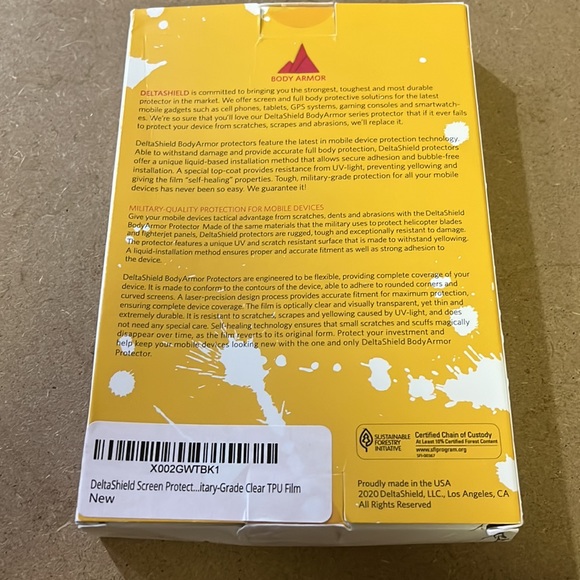 BODY ARMOR
DELTASHIELD is committed to bringing you the strongest, toughest and most durable
protector in the market. We offer screen and full body protective solutions for the latest
mobile gadgets such as cell phones, tablets, GPS systems, gaming consoles and smartwatch-
es. We're so sure that you'll love our DeltaShield BodyArmor series protector that if it ever fails
to protect your device from scratches, scrapes and abrasions, we'll replace it.
DeltaShield BodyArmor protectors feature the latest in mobile device protection technology.
Able to withstand damage and provide accurate full body protection, DeltaShield protectors
offer a unique liquid-based installation method that allows secure adhesion and bubble-free
installation. A special top-coat provides resistance from UV-light, preventing yellowing and
giving the film "self-healing" properties. Tough, military-grade protection for all your mobile
devices has never been so easy. We guarantee it!
MILITARY-QUALITY PROTECTION FOR MOBILE DEVICES
Give your mobile devices tactical advantage from scratches, dents and abrasions with the DeltaShield
BodyArmor Protector Made of the same materials that the military uses to protect helicopter blades
and fighterjet panels, DeltaShield protectors are rugged, tough and exceptionally resistant to damage.
The protector features a unique UV and scratch resistant surface that is made to withstand yellowing.
A liquid-installation method ensures proper and accurate fitment as well as strong adhesion to
the device.
DeltaShield BodyArmor Protectors are engineered to be flexible, providing complete coverage of your
device. It is made to conform to the contours of the device, able to adhere to rounded corners and
curved screens. A laser-precision design process provides accurate fitment for maximum protection,
ensuring complete device coverage. The film is optically clear and visually transparent, yet thin and
extremely durable. It is resistant to scratches, scrapes and yellowing caused by UV-light, and does
not need any special care. Self-healing technology ensures that small scratches and scuffs magically
disappear over time, as the film reverts to its original form. Protect your investment and
help keep your mobile devices looking new with the one and only DeltaShield BodyArmor
Protector.
SUSTAINABLE
FORESTRY
INITIATIVE
Certified Chain of Custody
At Least 10% Certified Forest Content
www.sfiprogram.org
SFI-00367
X002GWTBK1
DeltaShield Screen Protect...itary-Grade Clear TPU Film
New
Proudly made in the USA
2020 DeltaShield, LLC., Los Angeles, CA
All Rights Reserved